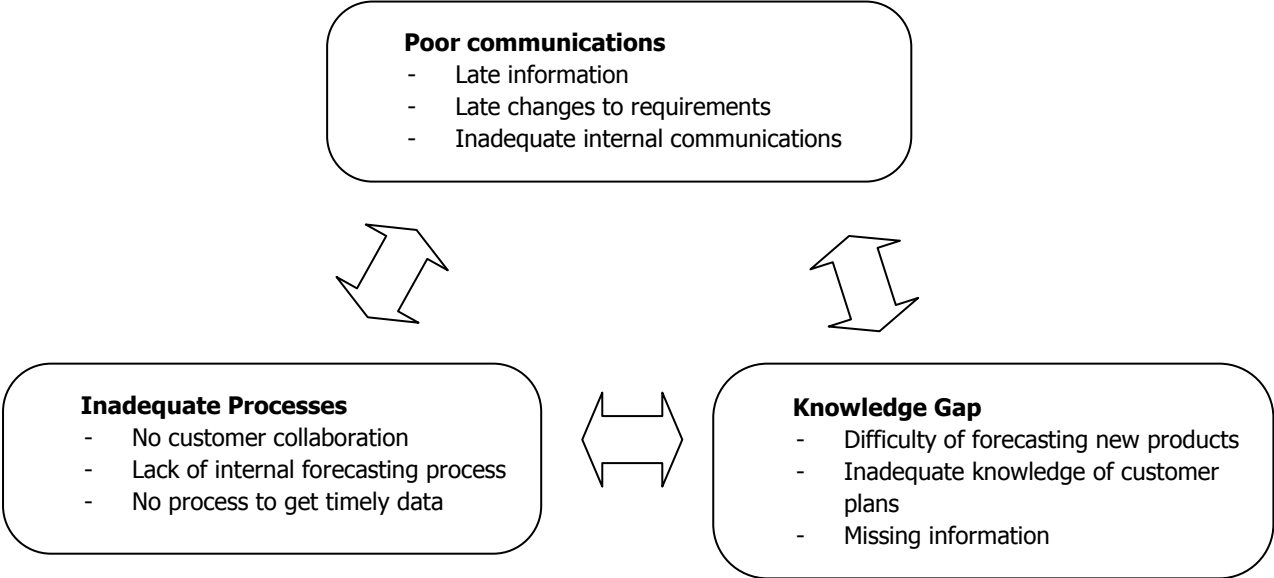 Poor communications
- Late information
- Late changes to requirements
- Inadequate internal communications
Inadequate Processes
- No customer collaboration
- Lack of internal forecasting process
- No process to get timely data
Knowledge Gap
- Difficulty of forecasting new products
- Inadequate knowledge of customer
plans
- Missing information